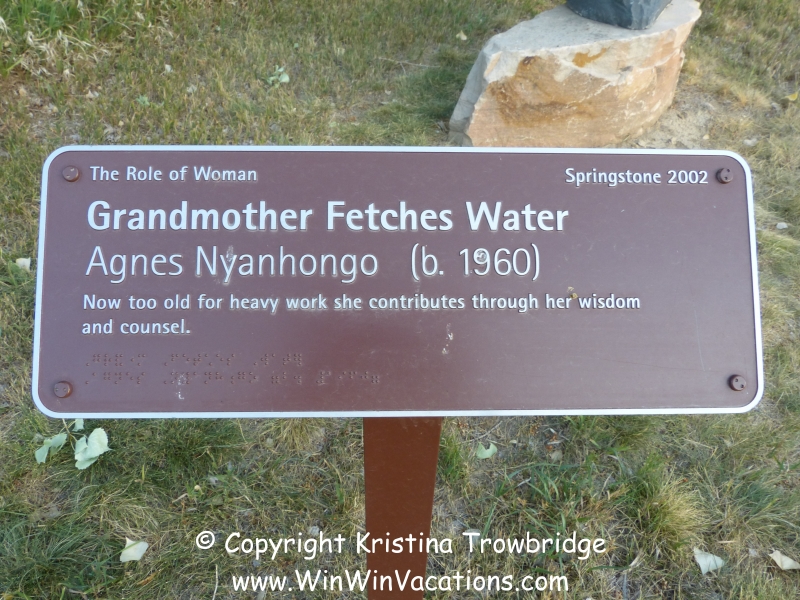 The Role of Woman
Springstone 2002
Grandmother Fetches Water
Agnes Nyanhongo (b. 1960)
Now too old for heavy work she contributes through her wisdom
and counsel.
© Copyright Kristina Trowbridge
www.WinWinVacations.com